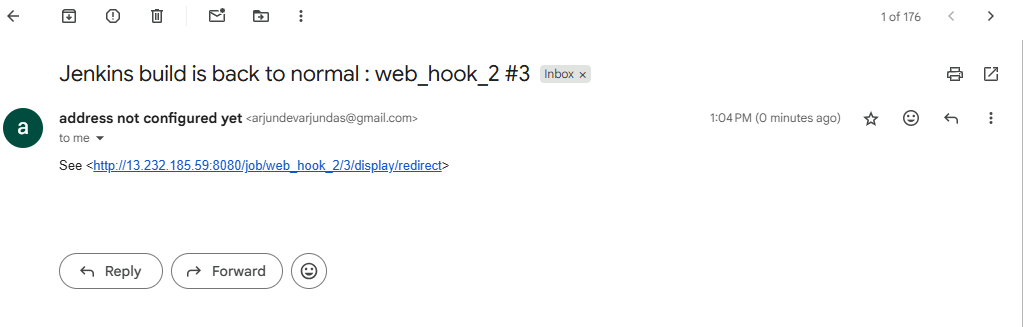 1 of 176
Jenkins build is back to normal : web_hook_2 #3 Inbox ×
a
address not configured yet <arjundevarjundas@gmail.com> 1:04 PM (0 minutes ago)
to me
See <http://13.232.185.59:8080/job/web_hook_2/3/display/redirect>
Reply Forward